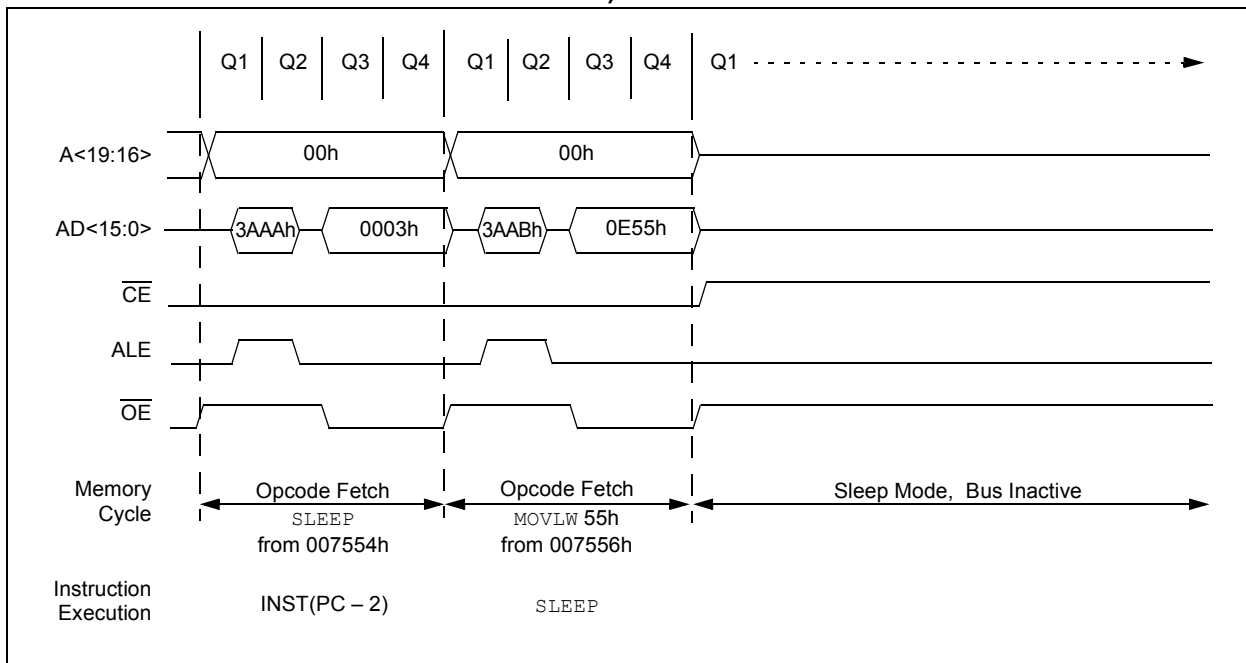 Q1 Q2 Q3 Q4 Q1 Q2 Q3 Q4 Q1
A<19:16> 00h 00h
AD<15:0> 3AAAh 0003h 3AABh 0E55h
CE
ALE
OE
Memory Cycle
Opcode Fetch
SLEEP
from 007554h
Opcode Fetch
MOVLW 55h
from 007556h
Sleep Mode, Bus Inactive
Instruction Execution
INST(PC – 2)
SLEEP